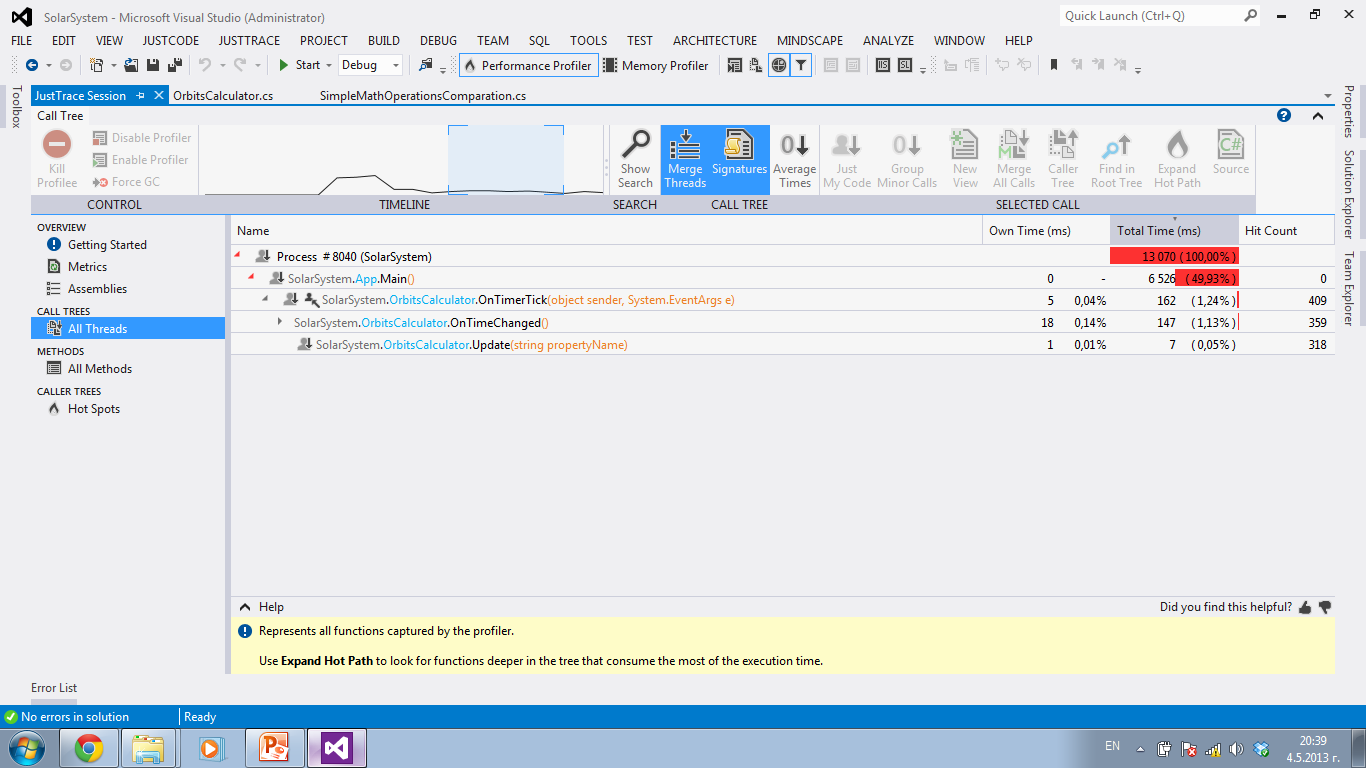 SolarSystem - Microsoft Visual Studio (Administrator)
Quick Launch (Ctrl+Q)
FILE EDIT VIEW JUSTCODE JUSTTRACE PROJECT BUILD DEBUG TEAM SQL TOOLS TEST ARCHITECTURE MINDSCAPE ANALYZE WINDOW HELP
Start Debug Performance Profiler Memory Profiler
Toolbox
JustTrace Session OrbitsCalculator.cs SimpleMathOperationsComparation.cs
Properties
Solution Explorer
Team Explorer
Call Tree
Kill Profilee
Disable Profiler
Enable Profiler
Force GC
Show Search
Merge Threads
Signatures
Average Times
Just My Code
Group Minor Calls
New View
Merge All Calls
Caller Tree
Find in Root Tree
Expand Hot Path
Source
CONTROL TIMELINE SEARCH CALL TREE SELECTED CALL
OVERVIEW
Getting Started
Metrics
Assemblies
CALL TREES
All Threads
METHODS
All Methods
CALLER TREES
Hot Spots
Name Own Time (ms) Total Time (ms) Hit Count
Process # 8040 (SolarSystem) 13 070 (100,00%)
SolarSystem.App.Main() 0 - 6 526 (49,93%) 0
SolarSystem.OrbitsCalculator.OnTimerTick(object sender, System.EventArgs e) 5 0,04% 162 (1,24%) 409
SolarSystem.OrbitsCalculator.OnTimeChanged() 18 0,14% 147 (1,13%) 359
SolarSystem.OrbitsCalculator.Update(string propertyName) 1 0,01% 7 (0,05%) 318
Help
Did you find this helpful?
Represents all functions captured by the profiler.
Use Expand Hot Path to look for functions deeper in the tree that consume the most of the execution time.
Error List
No errors in solution Ready
EN
20:39
4.5.2013 г.